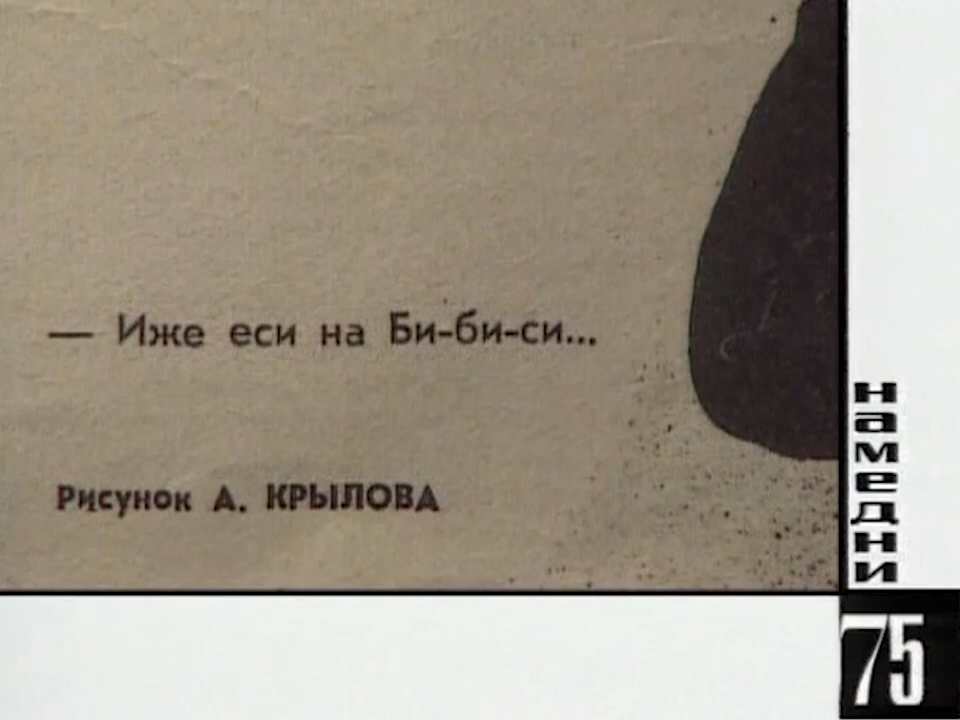 — Иже еси на Би-би-си...
Рисунок А. КРЫЛОВА
намедни
75